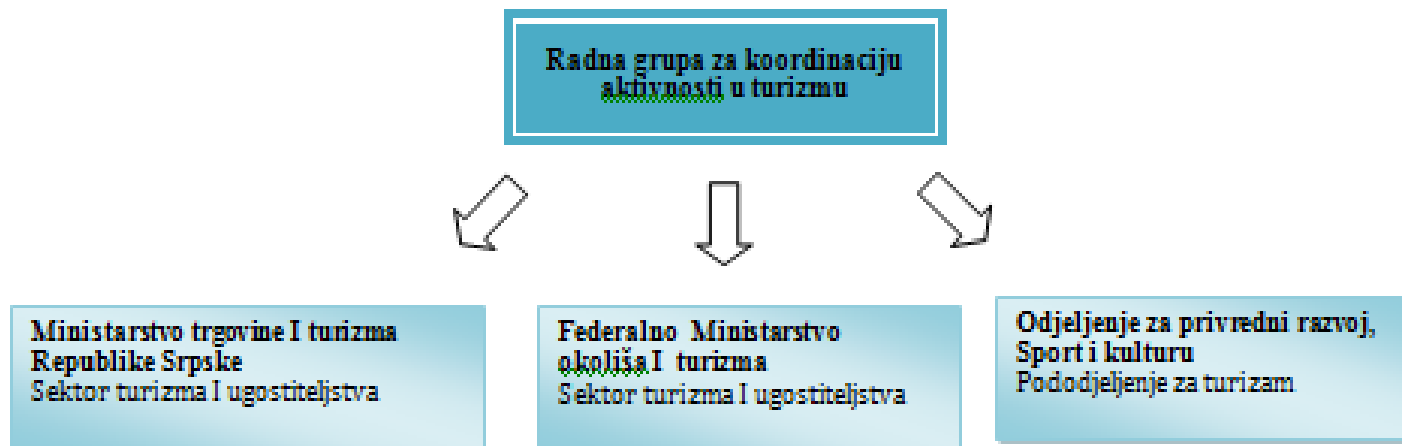 Radna grupa za koordinaciju
aktivnosti u turizmu
Ministarstvo trgovine I turizma
Republike Srpske
Sektor turizma I ugostiteljstva
Federalno Ministarstvo
okoliša I turizma
Sektor turizma I ugostiteljstva
Odjeljenje za privredni razvoj,
Sport i kulturu
Pododjeljenje za turizam